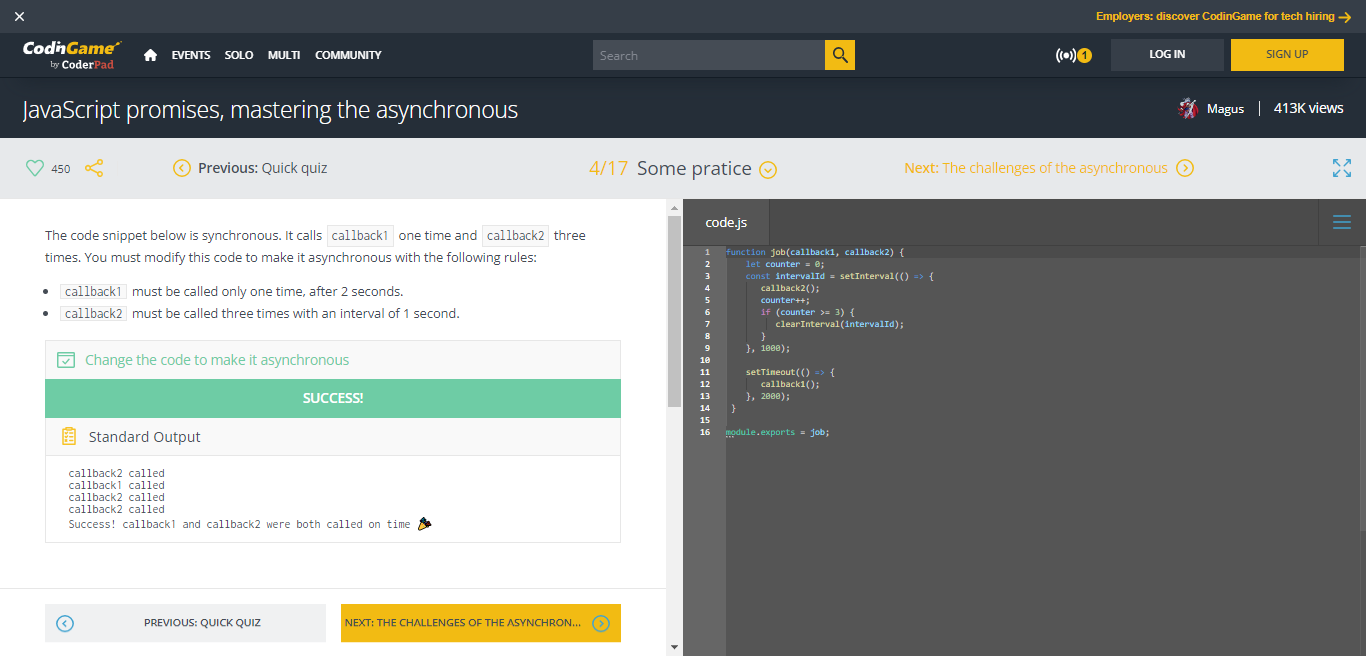 Employers: discover CodinGame for tech hiring
CodinGame
by CoderPad
EVENTS SOLO MULTI COMMUNITY
Search
1
LOG IN
SIGN UP
JavaScript promises, mastering the asynchronous
Magus
413K views
450
Previous: Quick quiz
4/17 Some pratice
Next: The challenges of the asynchronous
The code snippet below is synchronous. It calls callback1 one time and callback2 three
times. You must modify this code to make it asynchronous with the following rules:
callback1 must be called only one time, after 2 seconds.
callback2 must be called three times with an interval of 1 second.
Change the code to make it asynchronous
SUCCESS!
Standard Output
callback2 called
callback1 called
callback2 called
callback2 called
Success! callback1 and callback2 were both called on time
PREVIOUS: QUICK QUIZ
NEXT: THE CHALLENGES OF THE ASYNCHRON...
code.js
1 function job(callback1, callback2) {
2 let counter = 0;
3 const intervalId = setInterval(() => {
4 callback2();
5 counter++;
6 if (counter >= 3) {
7 clearInterval(intervalId);
8 }
9 }, 1000);
10
11 setTimeout(() => {
12 callback1();
13 }, 2000);
14 }
15
16 module.exports = job;